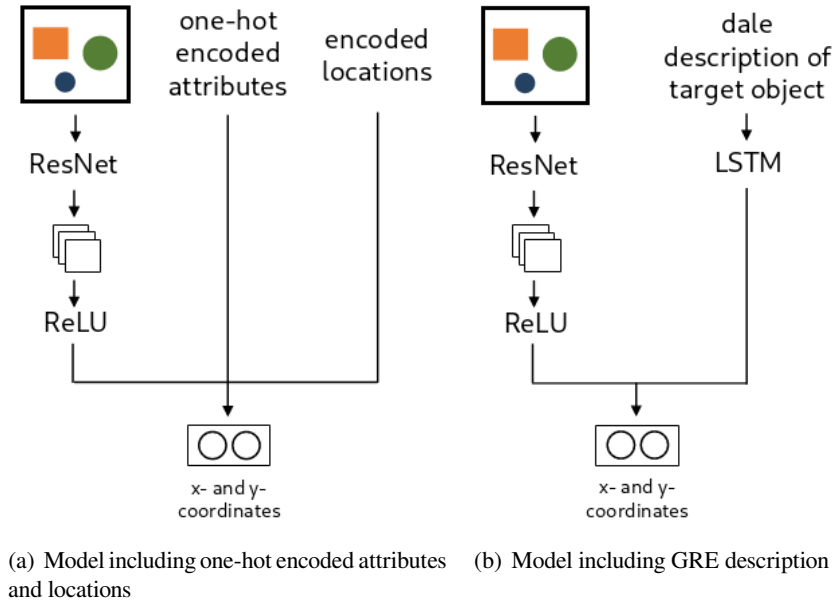 one-hot
encoded
attributes
encoded
locations
ResNet
ReLU
x- and y-
coordinates
(a) Model including one-hot encoded attributes
and locations
dale
description of
target object
ResNet
LSTM
ReLU
x- and y-
coordinates
(b) Model including GRE description